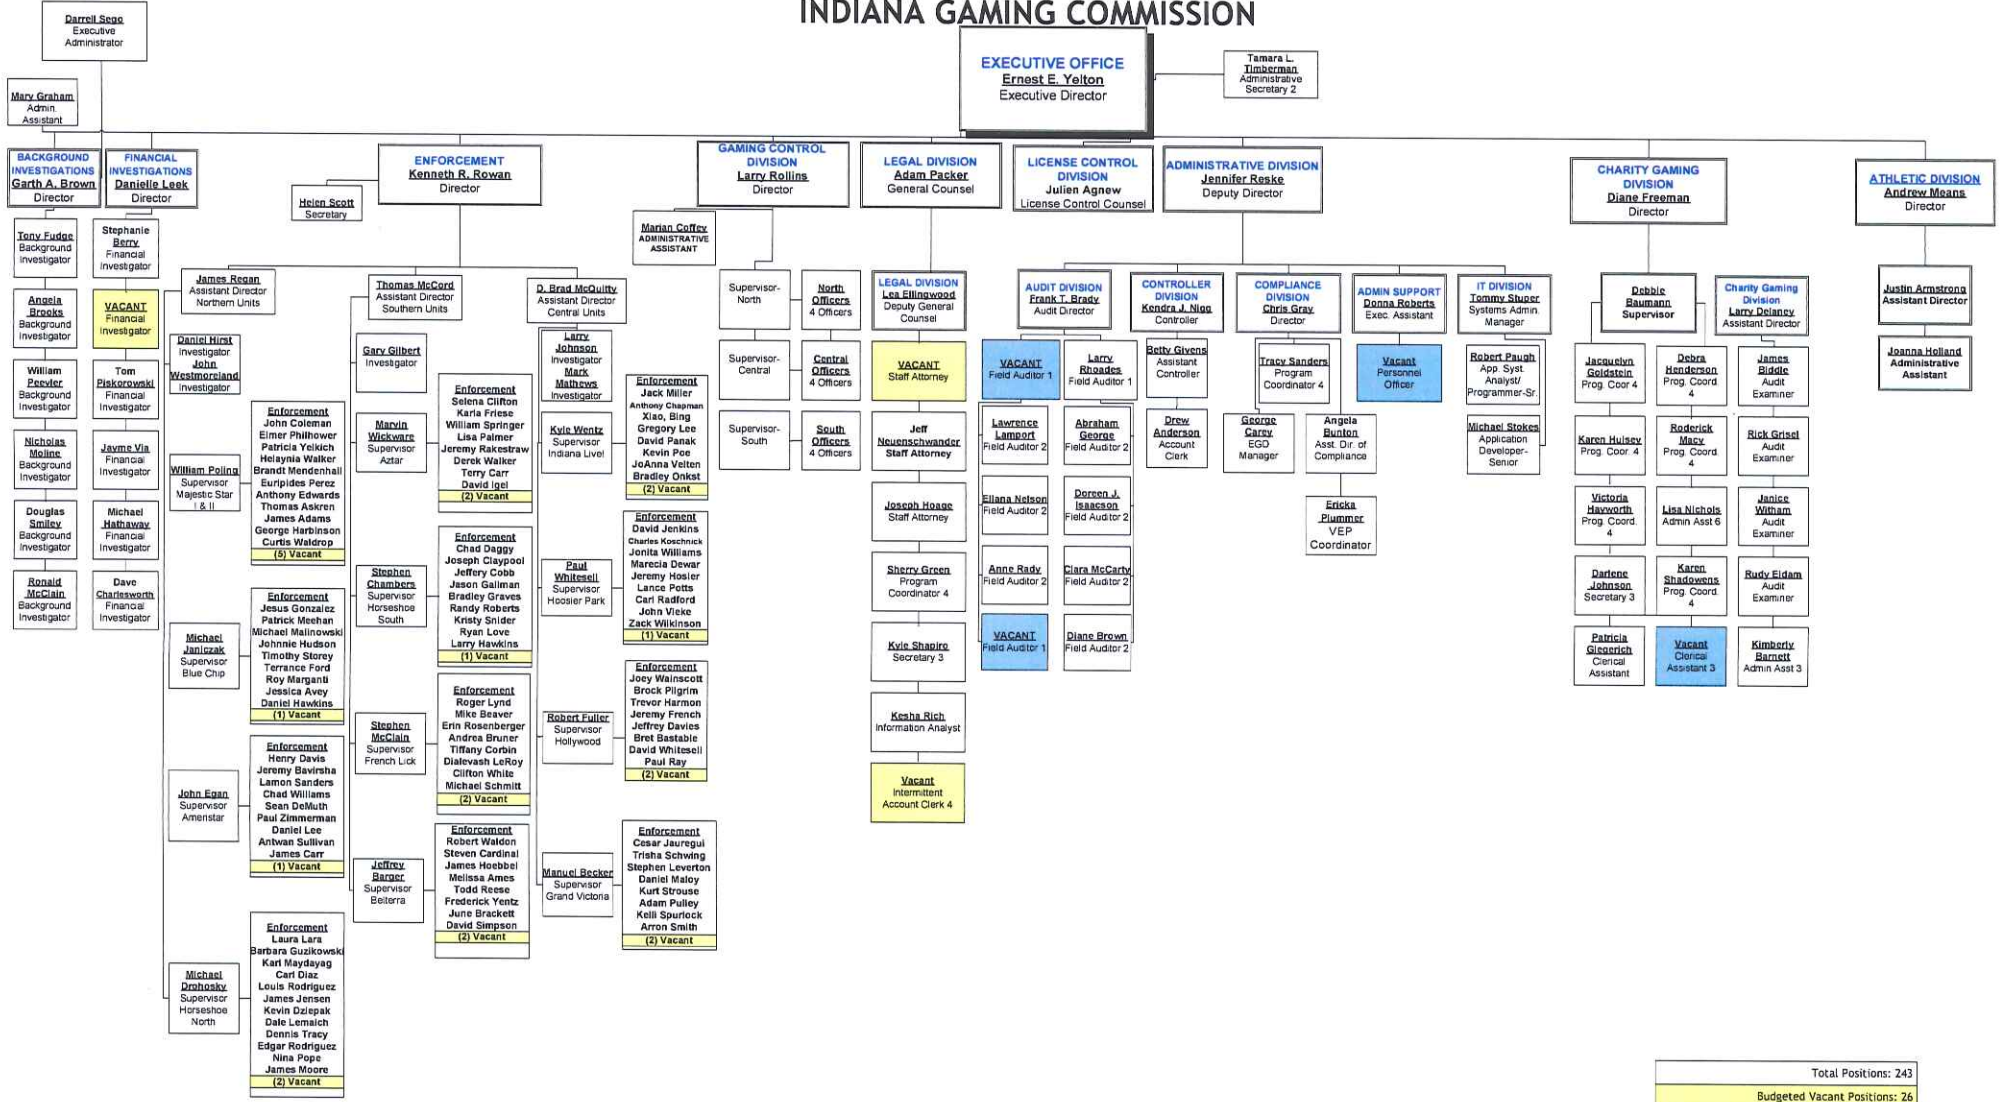 INDIANA GAMING COMMISSION
Darrell Sego
Executive
Administrator
EXECUTIVE OFFICE
Ernest E. Yelton
Executive Director
Tamara L.
Timberman
Administrative
Secretary 2
Mary Graham
Admin.
Assistant
BACKGROUND
INVESTIGATIONS
Garth A. Brown
Director
Tony Fudge
Background
Investigator
Angela
Brooks
Background
Investigator
William
Peevler
Background
Investigator
Nicholas
Moline
Background
Investigator
Douglas
Smiley
Background
Investigator
Ronald
McClain
Background
Investigator
FINANCIAL
INVESTIGATIONS
Danielle Leek
Director
Stephanie
Berry
Financial
Investigator
VACANT
Financial
Investigator
Tom
Piskorowski
Financial
Investigator
Jayme Via
Financial
Investigator
Michael
Hathaway
Financial
Investigator
Dave
Charlesworth
Financial
Investigator
ENFORCEMENT
Kenneth R. Rowan
Director
Helen Scott
Secretary
James Regan
Assistant Director
Northern Units
Daniel Hirst
Investigator
John
Westmoreland
Investigator
William Poling
Supervisor
Majestic Star
I & II
Enforcement
John Coleman
Elmer Philhower
Patricia Yelkich
Helaynia Walker
Brandt Mendenhall
Euripides Perez
Anthony Edwards
Thomas Askren
James Adams
George Harbinson
Curtis Waldrop
(5) Vacant
Michael
Janiczak
Supervisor
Blue Chip
Enforcement
Jesus Gonzalez
Patrick Meehan
Michael Malinowski
Johnnie Hudson
Timothy Storey
Terrance Ford
Roy Marganti
Jessica Avey
Daniel Hawkins
(1) Vacant
John Egan
Supervisor
Ameristar
Enforcement
Henry Davis
Jeremy Bavirsha
Lamon Sanders
Chad Williams
Sean DeMuth
Paul Zimmerman
Daniel Lee
Antwan Sullivan
James Carr
(1) Vacant
Michael
Drohosky
Supervisor
Horseshoe
North
Enforcement
Laura Lara
Barbara Guzikowski
Karl Maydayag
Carl Diaz
Louis Rodriguez
James Jensen
Kevin Dziepak
Dale Lemaich
Dennis Tracy
Edgar Rodriguez
Nina Pope
James Moore
(2) Vacant
Thomas McCord
Assistant Director
Southern Units
Gary Gilbert
Investigator
Marvin
Wickware
Supervisor
Aztar
Enforcement
Selena Clifton
Karla Friese
William Springer
Lisa Palmer
Jeremy Rakestraw
Derek Walker
Terry Carr
David Igel
(2) Vacant
Stephen
Chambers
Supervisor
Horseshoe
South
Enforcement
Chad Daggy
Joseph Claypool
Jeffery Cobb
Jason Gallman
Bradley Graves
Randy Roberts
Kristy Snider
Ryan Love
Larry Hawkins
(1) Vacant
Stephen
McClain
Supervisor
French Lick
Enforcement
Roger Lynd
Mike Beaver
Erin Rosenberger
Andrea Bruner
Tiffany Corbin
Dialevash LeRoy
Clifton White
Michael Schmitt
(2) Vacant
Jeffrey
Barger
Supervisor
Belterra
Enforcement
Robert Waldon
Steven Cardinal
James Hoebbel
Melissa Ames
Todd Reese
Frederick Yentz
June Brackett
David Simpson
(2) Vacant
D. Brad McQuitty
Assistant Director
Central Units
Larry
Johnson
Investigator
Mark
Mathews
Investigator
Kyle Wentz
Supervisor
Indiana Live!
Enforcement
Jack Miller
Anthony Chapman
Xiao, Bing
Gregory Lee
David Panak
Kevin Poe
JoAnna Velten
Bradley Onkst
(2) Vacant
Paul
Whitesell
Supervisor
Hoosier Park
Enforcement
David Jenkins
Charles Koschnick
Jonita Williams
Marecia Dewar
Jeremy Hosier
Lance Potts
Carl Radford
John Vieke
Zack Wilkinson
(1) Vacant
Robert Fuller
Supervisor
Hollywood
Enforcement
Joey Wainscott
Brock Pilgrim
Trevor Harmon
Jeremy French
Jeffrey Davies
Bret Bastable
David Whitesell
Paul Ray
(2) Vacant
Manuel Becker
Supervisor
Grand Victoria
Enforcement
Cesar Jauregui
Trisha Schwing
Stephen Leverton
Daniel Maloy
Kurt Strouse
Adam Pulley
Kelli Spurlock
Arron Smith
(2) Vacant
GAMING CONTROL
DIVISION
Larry Rollins
Director
Marian Coffey
ADMINISTRATIVE
ASSISTANT
Supervisor-
North
North
Officers
4 Officers
Supervisor-
Central
Central
Officers
4 Officers
Supervisor-
South
South
Officers
4 Officers
LEGAL DIVISION
Adam Packer
General Counsel
LEGAL DIVISION
Lea Ellingwood
Deputy General
Counsel
VACANT
Staff Attorney
Jeff
Neuenschwander
Staff Attorney
Joseph Hoage
Staff Attorney
Sherry Green
Program
Coordinator 4
Kyle Shapiro
Secretary 3
Kesha Rich
Information Analyst
Vacant
Intermittent
Account Clerk 4
LICENSE CONTROL
DIVISION
Julien Agnew
License Control Counsel
ADMINISTRATIVE DIVISION
Jennifer Reske
Deputy Director
AUDIT DIVISION
Frank T. Brady
Audit Director
VACANT
Field Auditor 1
Larry
Rhoades
Field Auditor 1
Lawrence
Lamport
Field Auditor 2
Abraham
George
Field Auditor 2
Ellana Nelson
Field Auditor 2
Doreen J.
Isaacson
Field Auditor 2
Anne Rady
Field Auditor 2
Clara McCarty
Field Auditor 2
VACANT
Field Auditor 1
Diane Brown
Field Auditor 2
CONTROLLER
DIVISION
Kendra J. Nigg
Controller
Betty Givens
Assistant
Controller
Drew
Anderson
Account
Clerk
COMPLIANCE
DIVISION
Chris Gray
Director
Tracy Sanders
Program
Coordinator 4
George
Carey
EGD
Manager
Angela
Bunton
Asst. Dir. of
Compliance
Ericka
Plummer
VEP
Coordinator
ADMIN SUPPORT
Donna Roberts
Exec. Assistant
Vacant
Personnel
Officer
IT DIVISION
Tommy Stuper
Systems Admin.
Manager
Robert Paugh
App. Syst.
Analyst/
Programmer-Sr.
Michael Stokes
Application
Developer-
Senior
CHARITY GAMING
DIVISION
Diane Freeman
Director
Debbie
Baumann
Supervisor
Charity Gaming
Division
Larry Delaney
Assistant Director
Jacquelyn
Goldstein
Prog. Coor 4
Debra
Henderson
Prog. Coord.
4
James
Biddle
Audit
Examiner
Karen Hulsey
Prog. Coor. 4
Roderick
Macy
Prog. Coord.
4
Rick Grisel
Audit
Examiner
Victoria
Hayworth
Prog. Coord.
4
Lisa Nichols
Admin Asst 6
Janice
Witham
Audit
Examiner
Darlene
Johnson
Secretary 3
Karen
Shadowens
Prog. Coord.
4
Rudy Eidam
Audit
Examiner
Patricia
Giegerich
Clerical
Assistant
Vacant
Clerical
Assistant 3
Kimberly
Barnett
Admin Asst 3
ATHLETIC DIVISION
Andrew Means
Director
Justin Armstrong
Assistant Director
Joanna Holland
Administrative
Assistant
Total Positions: 243
Budgeted Vacant Positions: 26